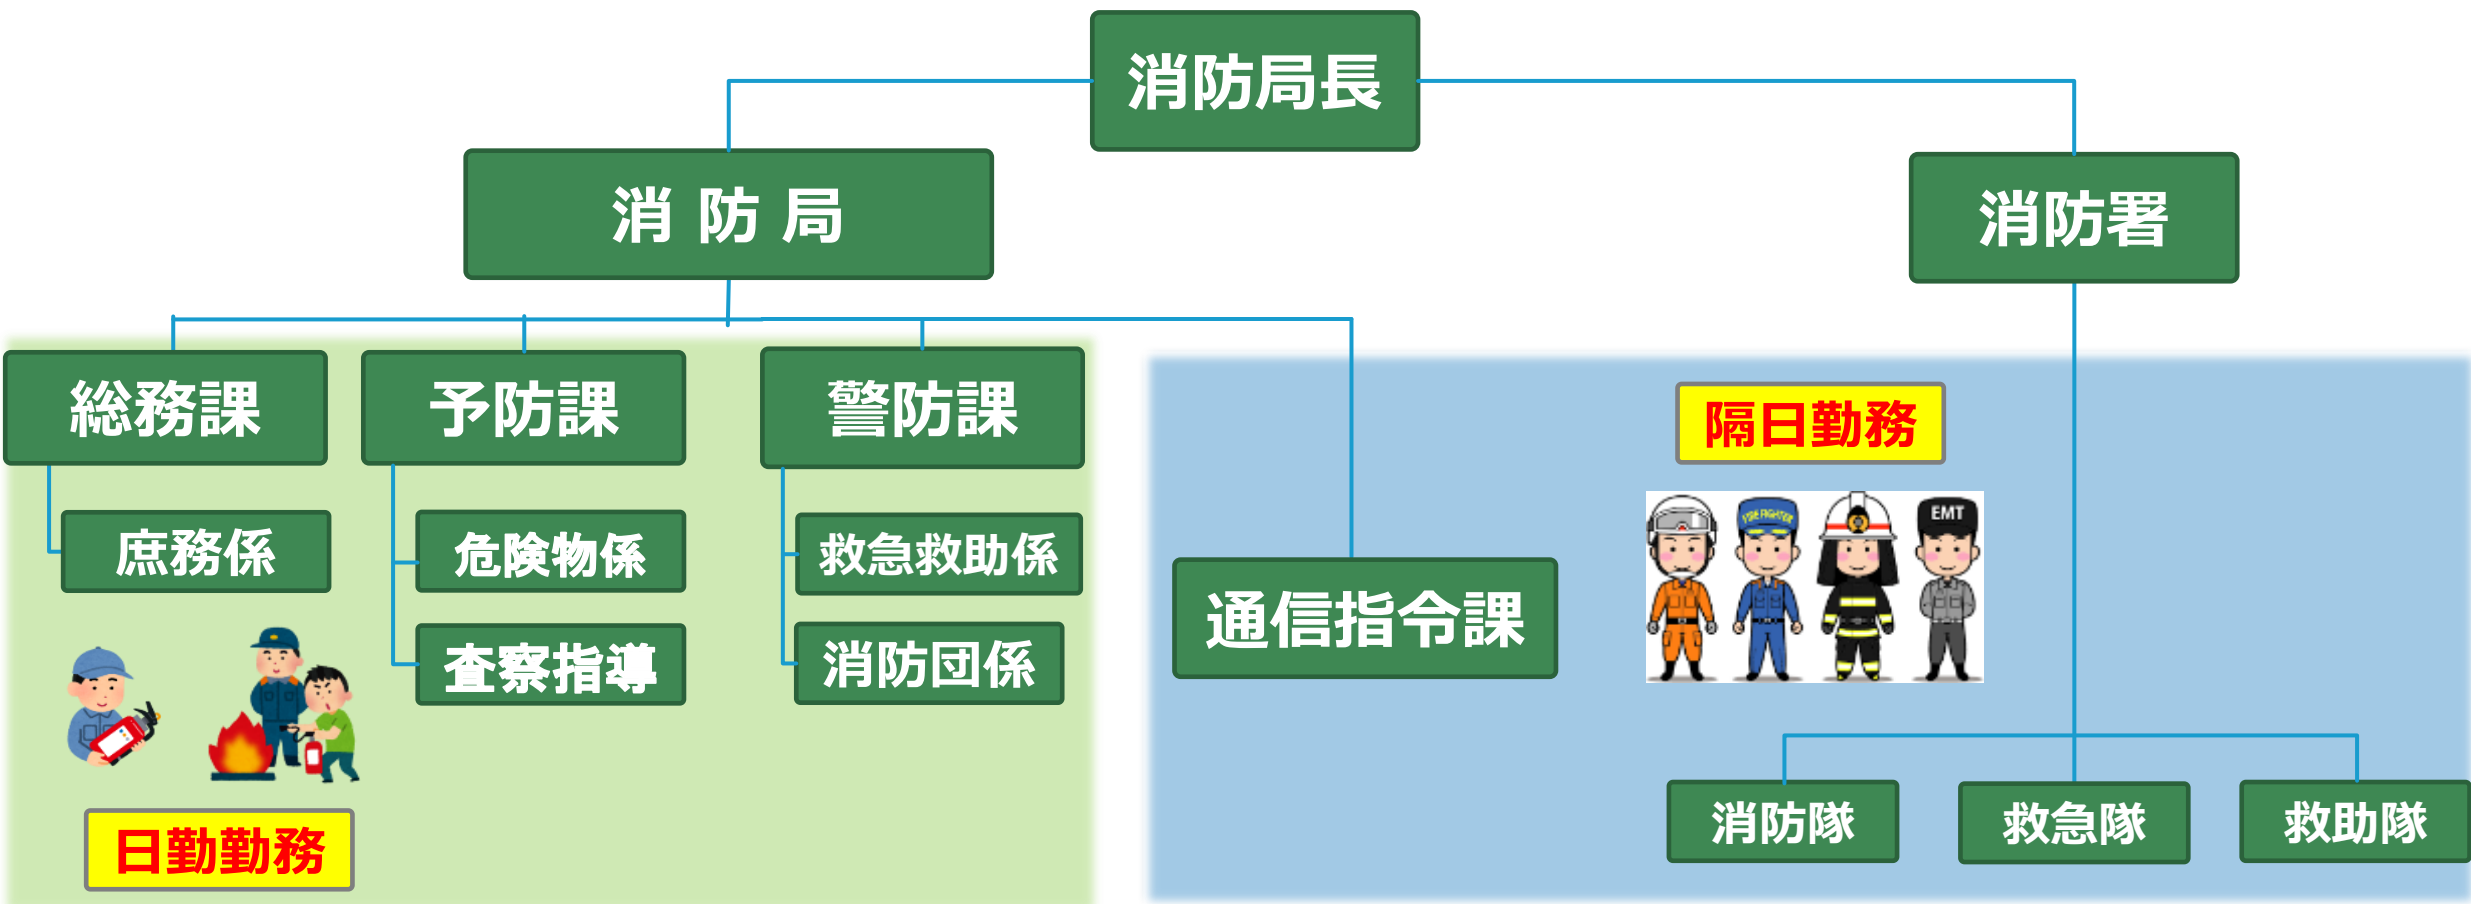 消防局長
消 防 局
消防署
総務課
予防課
警防課
隔日勤務
庶務係
危険物係
救急救助係
FIRE FIGHTER
EMT
通信指令課
査察指導
消防団係
日勤勤務
消防隊
救急隊
救助隊